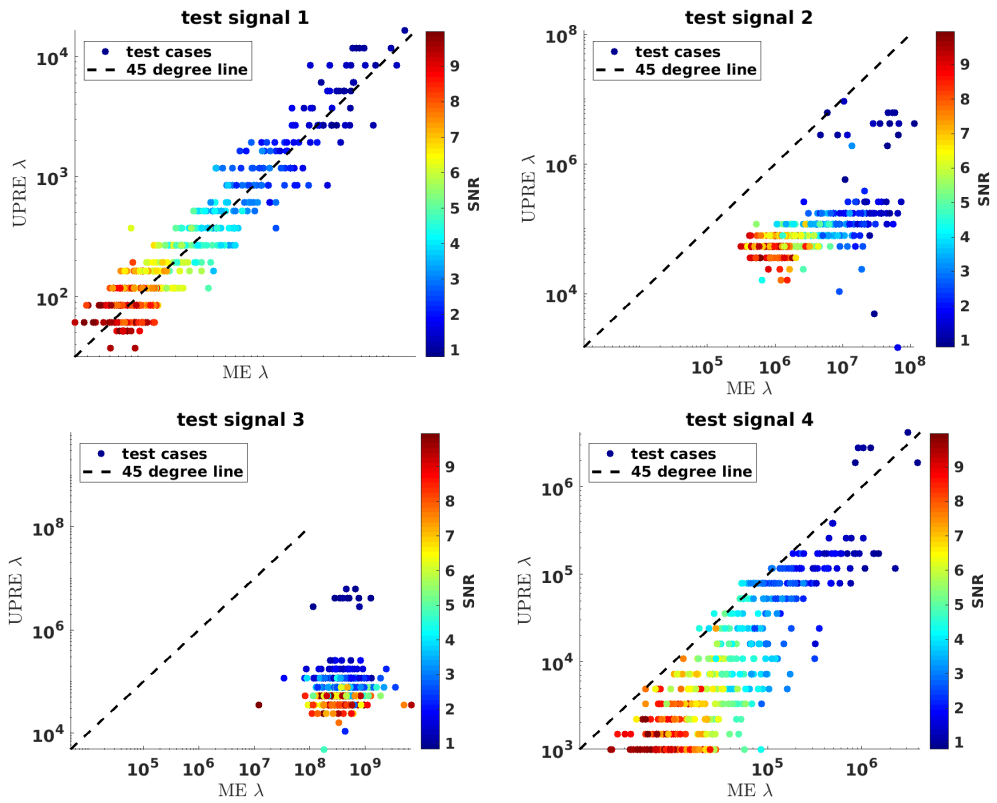 test signal 1
test cases
45 degree line
10^4
10^3
10^2
UPRE λ
ME λ
9
8
7
6
5
4
3
2
1
SNR
test signal 2
test cases
45 degree line
10^8
10^6
10^4
UPRE λ
10^5
10^6
10^7
10^8
ME λ
9
8
7
6
5
4
3
2
1
SNR
test signal 3
test cases
45 degree line
10^8
10^6
10^4
UPRE λ
10^5
10^6
10^7
10^8
10^9
ME λ
9
8
7
6
5
4
3
2
1
SNR
test signal 4
test cases
45 degree line
10^6
10^5
10^4
10^3
UPRE λ
10^5
10^6
ME λ
9
8
7
6
5
4
3
2
1
SNR